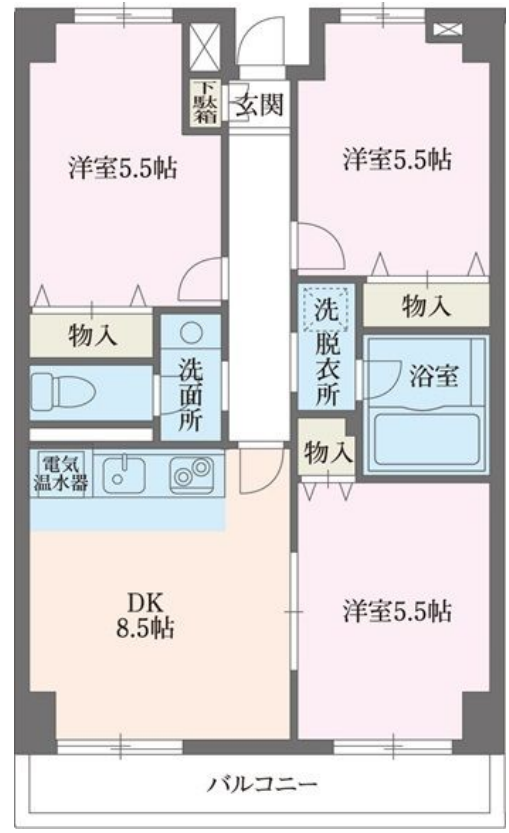 下駄箱
玄関
洋室5.5帖
洋室5.5帖
物入
洗面所
洗
脱衣所
物入
浴室
電気
温水器
物入
DK
8.5帖
洋室5.5帖
バルコニー